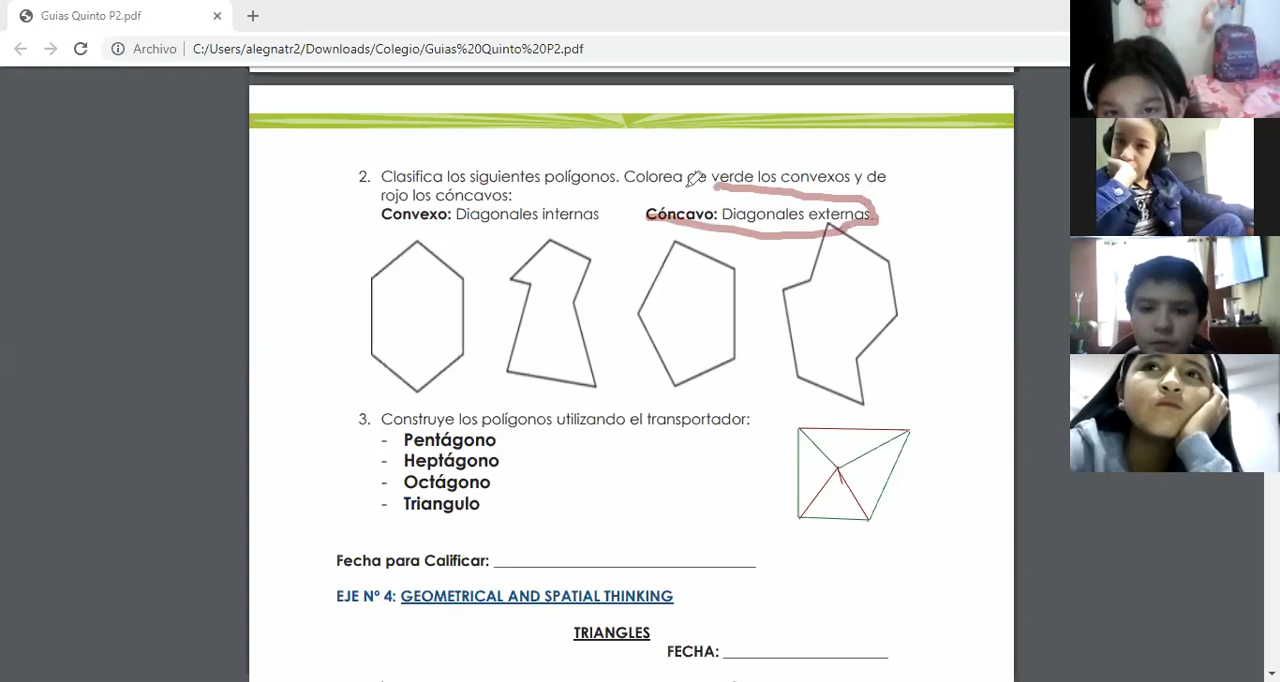 Guias Quinto P2.pdf
Archivo
C:/Users/alegnatr2/Downloads/Colegio/Guias%20Quinto%20P2.pdf
2. Clasifica los siguientes polígonos. Colorea de verde los convexos y de
rojo los cóncavos:
Convexo: Diagonales internas
Cóncavo: Diagonales externas.
3. Construye los polígonos utilizando el transportador:
- Pentágono
- Heptágono
- Octágono
- Triangulo
Fecha para Calificar:
EJE Nº 4: GEOMETRICAL AND SPATIAL THINKING
TRIANGLES
FECHA: